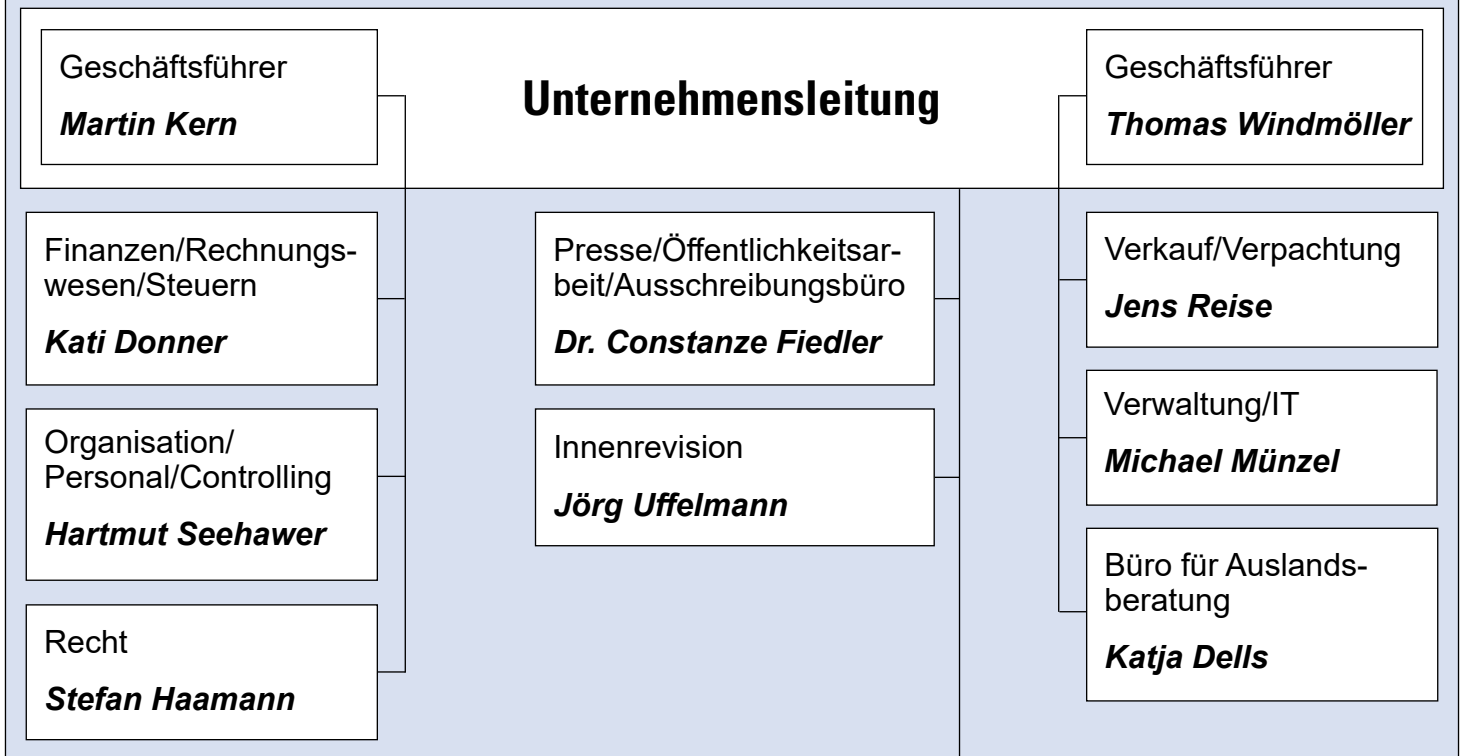 Geschäftsführer
Martin Kern
Unternehmensleitung
Geschäftsführer
Thomas Windmöller
Finanzen/Rechnungs-
wesen/Steuern
Kati Donner
Organisation/
Personal/Controlling
Hartmut Seehawer
Recht
Stefan Haamann
Presse/Öffentlichkeitsar-
beit/Ausschreibungsbüro
Dr. Constanze Fiedler
Innenrevision
Jörg Uffelmann
Verkauf/Verpachtung
Jens Reise
Verwaltung/IT
Michael Münzel
Büro für Auslands-
beratung
Katja Dells